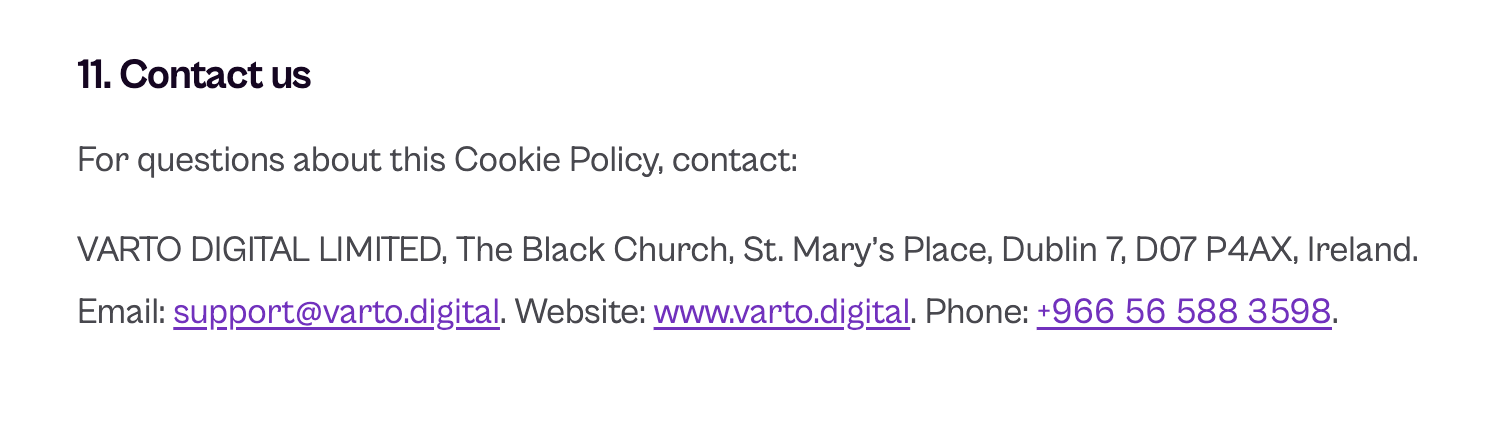 11. Contact us
For questions about this Cookie Policy, contact:
VARTO DIGITAL LIMITED, The Black Church, St. Mary’s Place, Dublin 7, D07 P4AX, Ireland.
Email: support@varto.digital. Website: www.varto.digital. Phone: +966 56 588 3598.